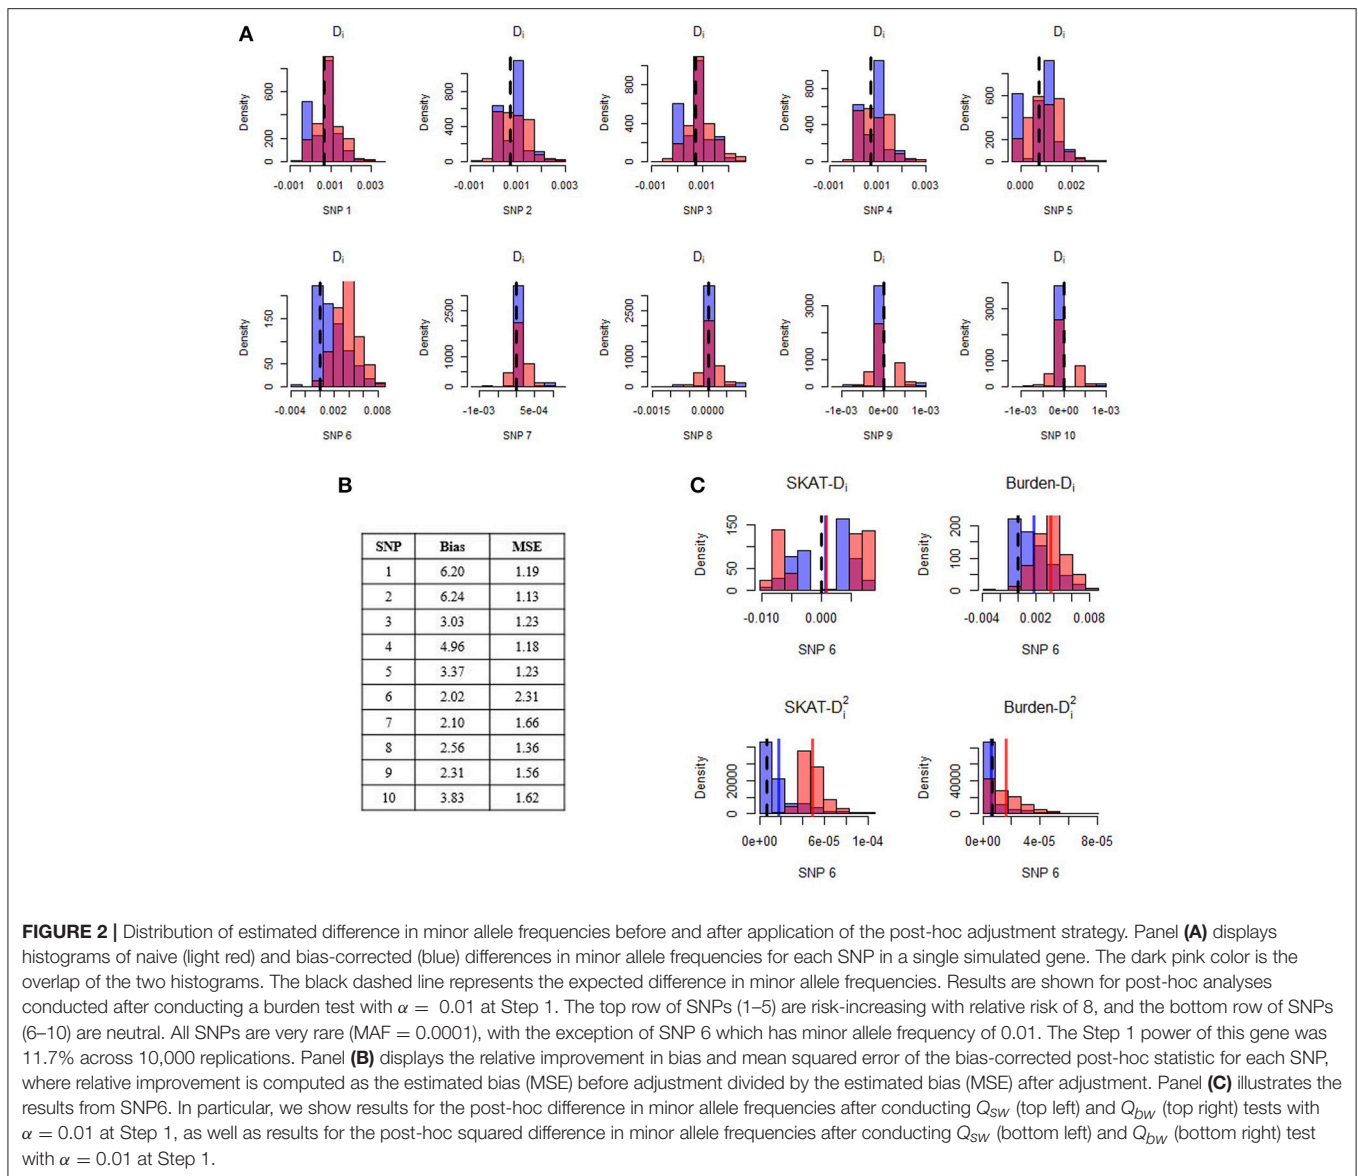 A
D_i D_i D_i D_i D_i
Density Density Density Density Density
600
200
0
800
400
0
800
400
0
800
400
0
600
400
200
0
-0.001 0.001 0.003 -0.001 0.001 0.003 -0.001 0.001 -0.001 0.001 0.003 0.000 0.002
SNP 1 SNP 2 SNP 3 SNP 4 SNP 5
D_i D_i D_i D_i D_i
Density Density Density Density Density
150
50
0
2500
1000
0
2500
1000
0
3000
1000
0
3000
1000
0
-0.004 0.002 0.008 -1e-03 5e-04 -0.0015 0.0000 -1e-03 0e+00 1e-03 -1e-03 0e+00 1e-03
SNP 6 SNP 7 SNP 8 SNP 9 SNP 10
B
SNP Bias MSE
1 6.20 1.19
2 6.24 1.13
3 3.03 1.23
4 4.96 1.18
5 3.37 1.23
6 2.02 2.31
7 2.10 1.66
8 2.56 1.36
9 2.31 1.56
10 3.83 1.62
C
SKAT-D_i Burden-D_i
Density Density
150
50
0
200
100
0
-0.010 0.000 -0.004 0.002 0.008
SNP 6 SNP 6
SKAT-D_i^2 Burden-D_i^2
Density Density
20000
0
40000
0
0e+00 6e-05 1e-04 0e+00 4e-05 8e-05
SNP 6 SNP 6
FIGURE 2 | Distribution of estimated difference in minor allele frequencies before and after application of the post-hoc adjustment strategy. Panel (A) displays
histograms of naive (light red) and bias-corrected (blue) differences in minor allele frequencies for each SNP in a single simulated gene. The dark pink color is the
overlap of the two histograms. The black dashed line represents the expected difference in minor allele frequencies. Results are shown for post-hoc analyses
conducted after conducting a burden test with α = 0.01 at Step 1. The top row of SNPs (1–5) are risk-increasing with relative risk of 8, and the bottom row of SNPs
(6–10) are neutral. All SNPs are very rare (MAF = 0.0001), with the exception of SNP 6 which has minor allele frequency of 0.01. The Step 1 power of this gene was
11.7% across 10,000 replications. Panel (B) displays the relative improvement in bias and mean squared error of the bias-corrected post-hoc statistic for each SNP,
where relative improvement is computed as the estimated bias (MSE) before adjustment divided by the estimated bias (MSE) after adjustment. Panel (C) illustrates the
results from SNP6. In particular, we show results for the post-hoc difference in minor allele frequencies after conducting Q_sw (top left) and Q_bw (top right) tests with
α = 0.01 at Step 1, as well as results for the post-hoc squared difference in minor allele frequencies after conducting Q_sw (bottom left) and Q_bw (bottom right) test
with α = 0.01 at Step 1.